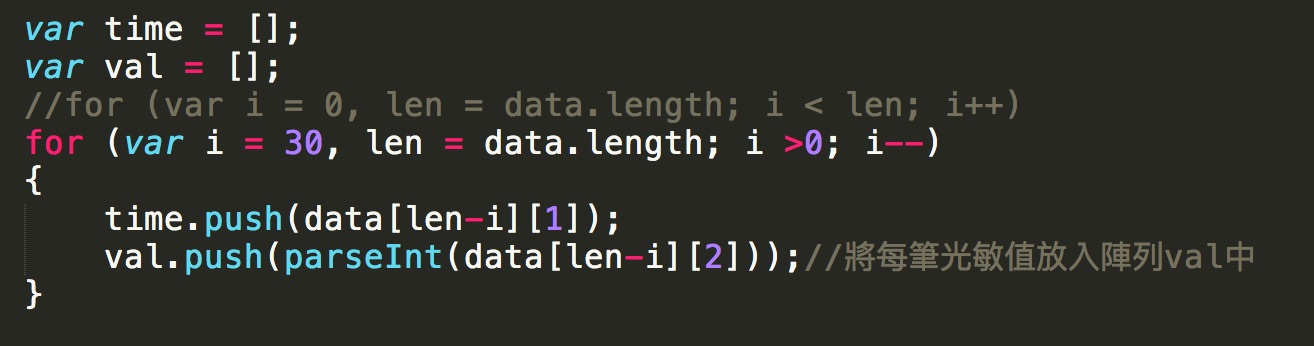 var time = [];
var val = [];
//for (var i = 0, len = data.length; i < len; i++)
for (var i = 30, len = data.length; i >0; i--)
{
    time.push(data[len-i][1]);
    val.push(parseInt(data[len-i][2]));//將每筆光敏值放入陣列val中
}